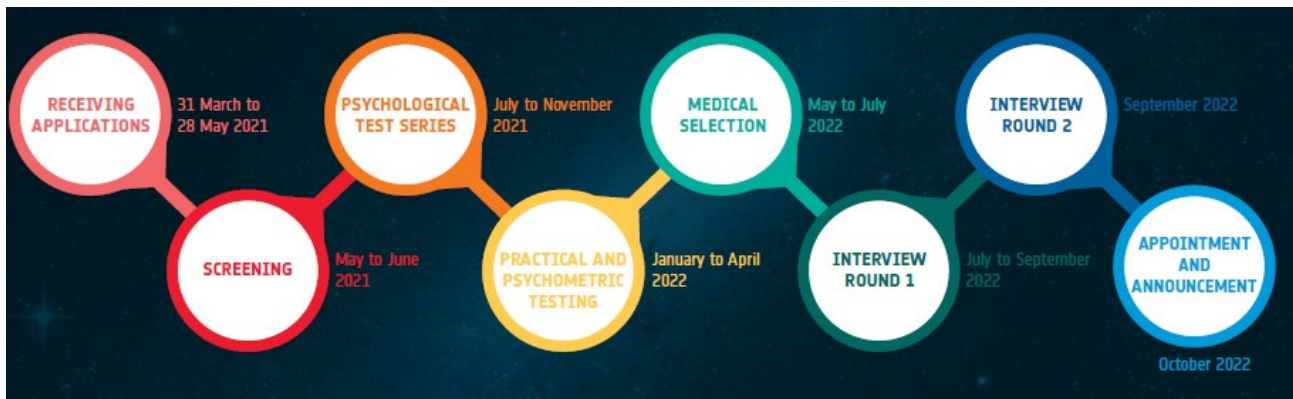 RECEIVING
APPLICATIONS
31 March to
28 May 2021
SCREENING
May to June
2021
PSYCHOLOGICAL
TEST SERIES
July to November
2021
PRACTICAL AND
PSYCHOMETRIC
TESTING
January to April
2022
MEDICAL
SELECTION
May to July
2022
INTERVIEW
ROUND 1
July to September
2022
INTERVIEW
ROUND 2
September 2022
APPOINTMENT
AND
ANNOUNCEMENT
October 2022